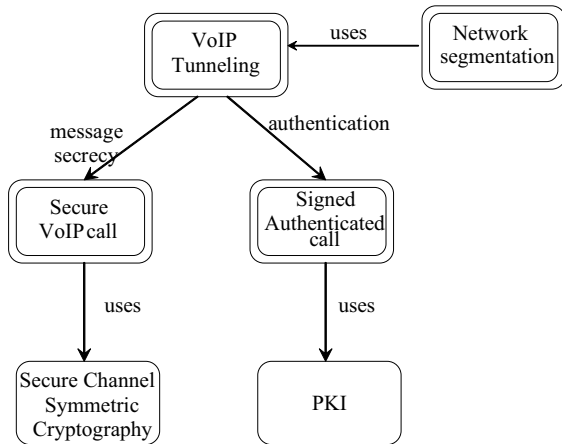 VoIP
Tunneling
uses
Network
segmentation
message
secrecy
authentication
Secure
VoIP call
Signed
Authenticated
call
uses
uses
Secure Channel
Symmetric
Cryptography
PKI